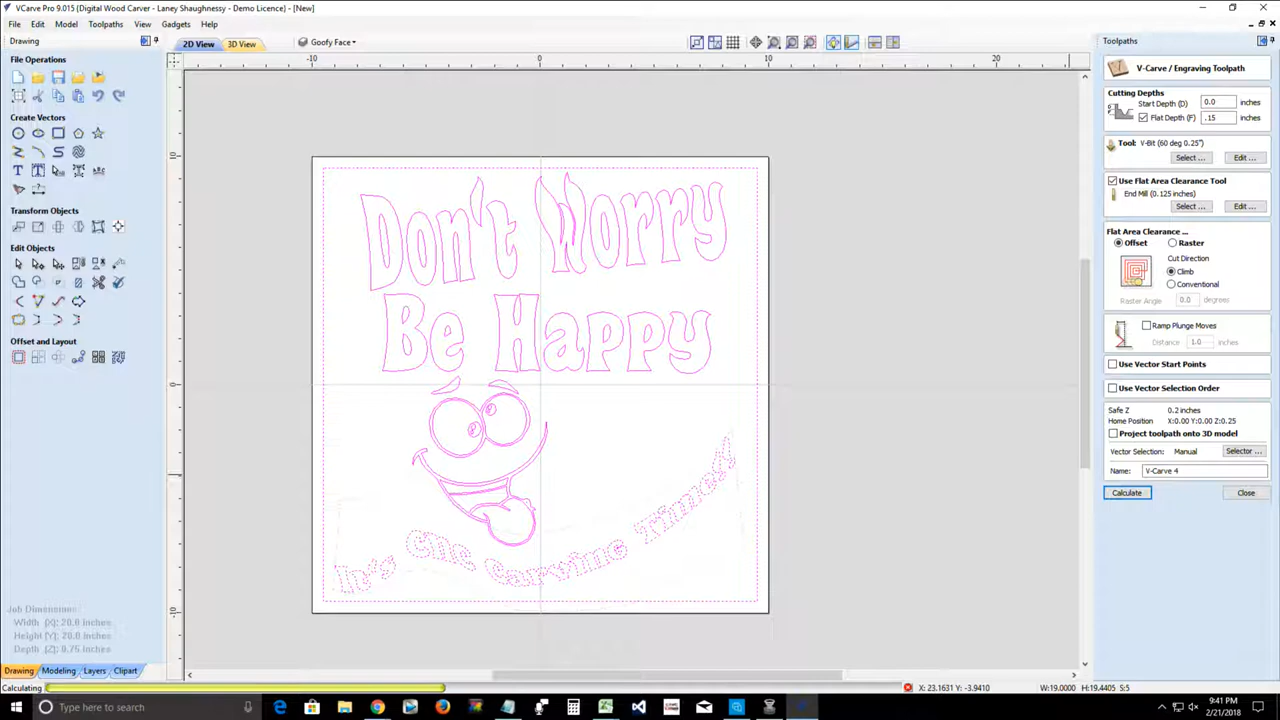 VCarve Pro 9.015 {Digital Wood Carver - Laney Shaughnessy - Demo Licence} - [New]
File Edit Model Toolpaths View Gadgets Help
Drawing
2D View 3D View Goofy Face
Toolpaths
File Operations
Create Vectors
Transform Objects
Edit Objects
Offset and Layout
Job Dimensions
Width (X): 20.0 inches
Height (Y): 20.0 inches
Depth (Z): 0.75 inches
Drawing Modeling Layers Clipart
-10 0 10 20
10
0
-10
Don't Worry
Be Happy
It's Cnc Carving Timmes!
V-Carve / Engraving Toolpath
Cutting Depths
Start Depth (D) 0.0 inches
Flat Depth (F) .15 inches
Tool: V-Bit (60 deg 0.25")
Select ... Edit ...
Use Flat Area Clearance Tool
End Mill (0.125 inches)
Select ... Edit ...
Flat Area Clearance ...
Offset Raster
Cut Direction
Climb
Conventional
Raster Angle 0.0 degrees
Ramp Plunge Moves
Distance 1.0 inches
Use Vector Start Points
Use Vector Selection Order
Safe Z 0.2 inches
Home Position X:0.00 Y:0.00 Z:0.25
Project toolpath onto 3D model
Vector Selection: Manual Selector ...
Name: V-Carve 4
Calculate Close
Calculating X: 23.1631 Y: -3.9410 W:19.0000 H:19.4405 S:5
Type here to search
9:41 PM
2/21/2018